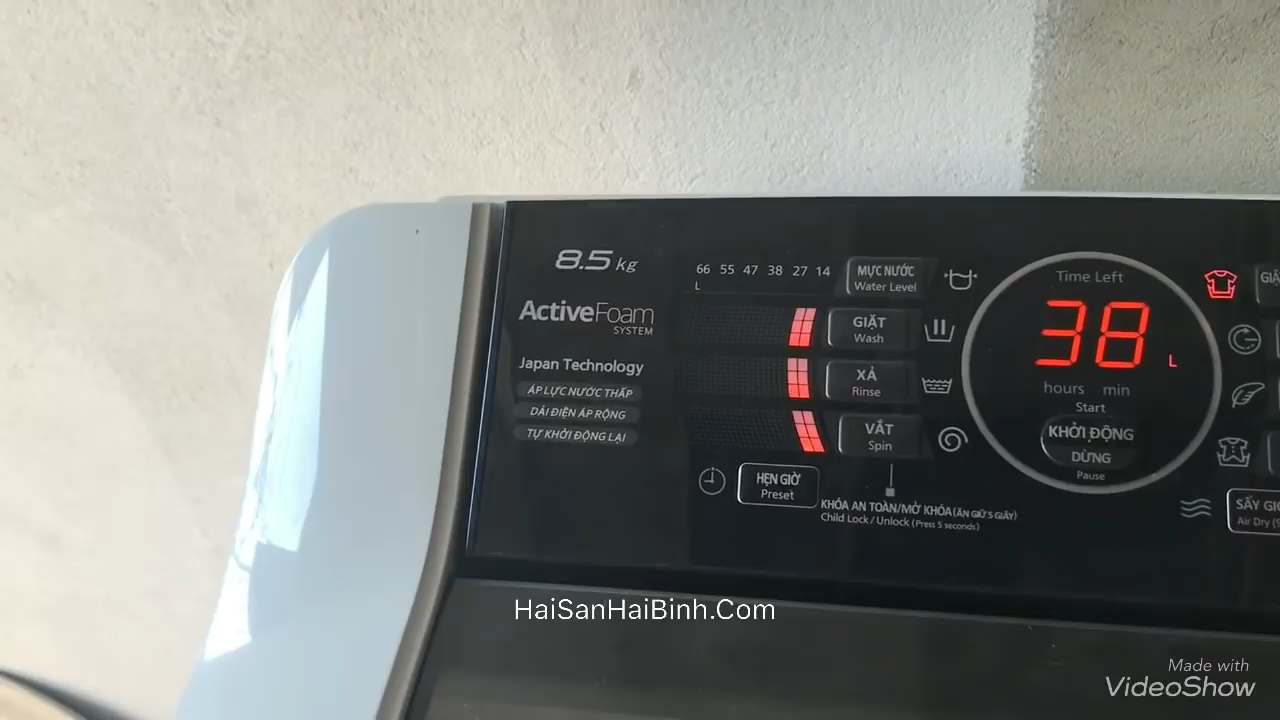 8.5 kg
ActiveFoam
SYSTEM
Japan Technology
ÁP LỰC NƯỚC THẤP
DẢI ĐIỆN ÁP RỘNG
TỰ KHỞI ĐỘNG LẠI
66 55 47 38 27 14
L
MỰC NƯỚC
Water Level
GIẶT
Wash
XẢ
Rinse
VẮT
Spin
HẸN GIỜ
Preset
KHÓA AN TOÀN/MỞ KHÓA(ẤN GIỮ 5 GIÂY)
Child Lock / Unlock (Press 5 seconds)
Time Left
38 L
hours min
Start
KHỞI ĐỘNG
DỪNG
Pause
SẤY GIÓ
Air Dry
HaiSanHaiBinh.Com
Made with
VideoShow